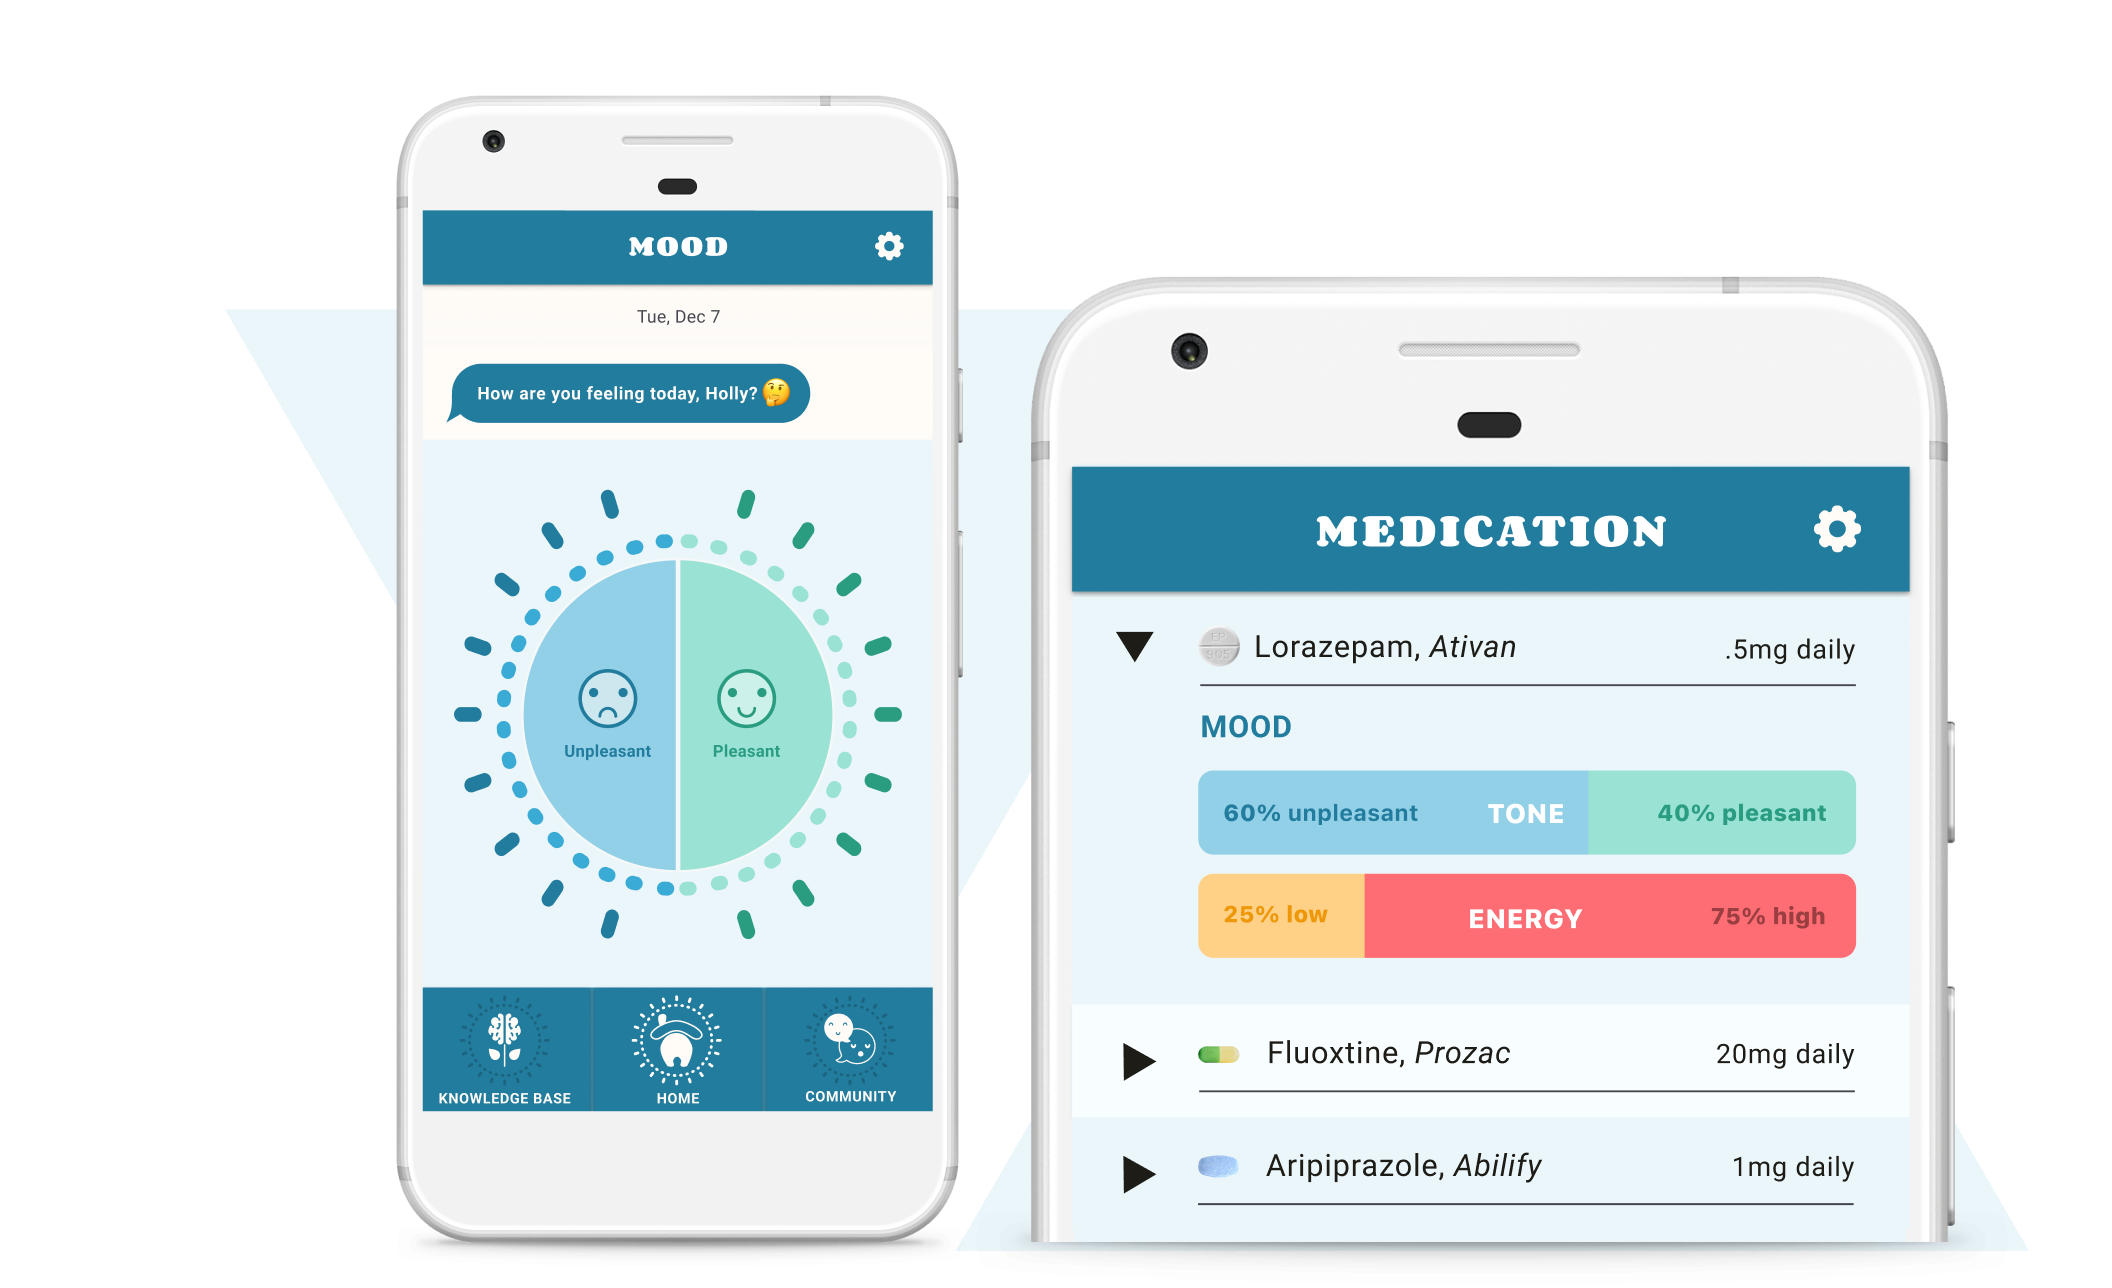 MOOD
Tue, Dec 7
How are you feeling today, Holly? 🤔
Unpleasant
Pleasant
KNOWLEDGE BASE
HOME
COMMUNITY
MEDICATION
EP
905
Lorazepam, Ativan
.5mg daily
MOOD
60% unpleasant
TONE
40% pleasant
25% low
ENERGY
75% high
Fluoxtine, Prozac
20mg daily
Aripiprazole, Abilify
1mg daily